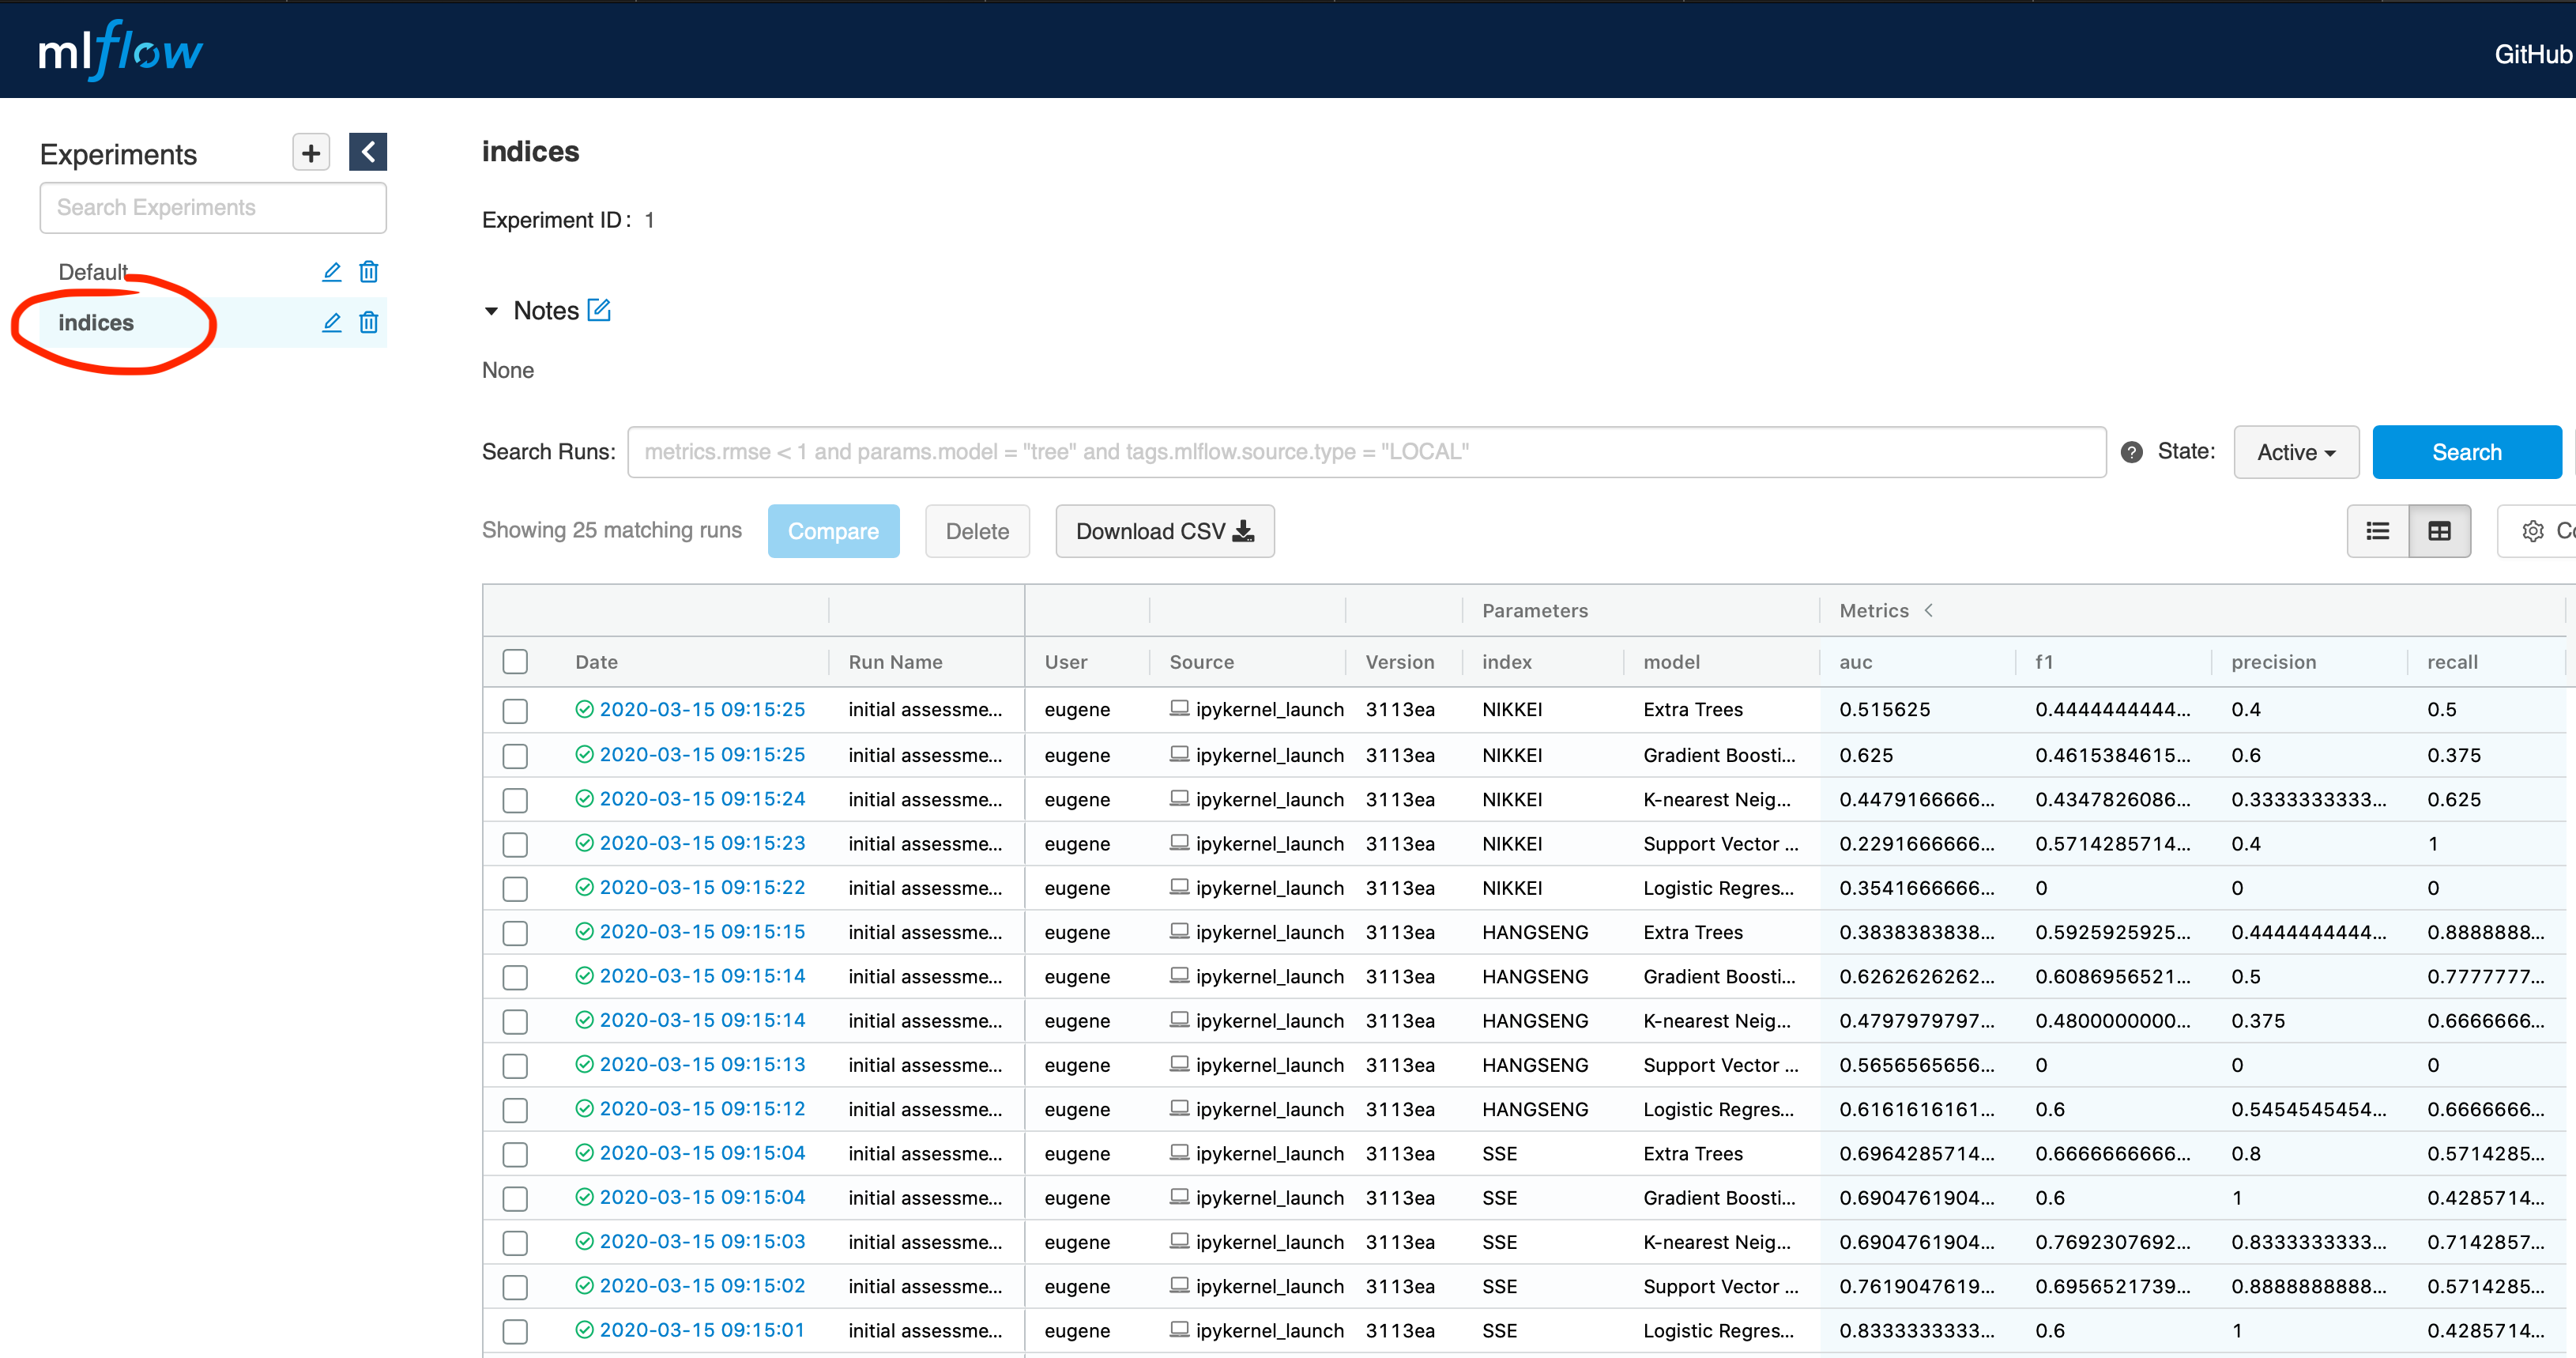 mlflow
GitHub
Experiments
Search Experiments
Default
indices
indices
Experiment ID: 1
Notes
None
Search Runs: metrics.rmse < 1 and params.model = "tree" and tags.mlflow.source.type = "LOCAL" ? State: Active Search
Showing 25 matching runs Compare Delete Download CSV
Parameters Metrics <
Date Run Name User Source Version index model auc f1 precision recall
2020-03-15 09:15:25 initial assessme... eugene ipykernel_launch 3113ea NIKKEI Extra Trees 0.515625 0.4444444444... 0.4 0.5
2020-03-15 09:15:25 initial assessme... eugene ipykernel_launch 3113ea NIKKEI Gradient Boosti... 0.625 0.4615384615... 0.6 0.375
2020-03-15 09:15:24 initial assessme... eugene ipykernel_launch 3113ea NIKKEI K-nearest Neig... 0.4479166666... 0.4347826086... 0.3333333333... 0.625
2020-03-15 09:15:23 initial assessme... eugene ipykernel_launch 3113ea NIKKEI Support Vector ... 0.2291666666... 0.5714285714... 0.4 1
2020-03-15 09:15:22 initial assessme... eugene ipykernel_launch 3113ea NIKKEI Logistic Regres... 0.3541666666... 0 0 0
2020-03-15 09:15:15 initial assessme... eugene ipykernel_launch 3113ea HANGSENG Extra Trees 0.3838383838... 0.5925925925... 0.4444444444... 0.8888888...
2020-03-15 09:15:14 initial assessme... eugene ipykernel_launch 3113ea HANGSENG Gradient Boosti... 0.6262626262... 0.6086956521... 0.5 0.7777777...
2020-03-15 09:15:14 initial assessme... eugene ipykernel_launch 3113ea HANGSENG K-nearest Neig... 0.4797979797... 0.4800000000... 0.375 0.6666666...
2020-03-15 09:15:13 initial assessme... eugene ipykernel_launch 3113ea HANGSENG Support Vector ... 0.5656565656... 0 0 0
2020-03-15 09:15:12 initial assessme... eugene ipykernel_launch 3113ea HANGSENG Logistic Regres... 0.6161616161... 0.6 0.5454545454... 0.6666666...
2020-03-15 09:15:04 initial assessme... eugene ipykernel_launch 3113ea SSE Extra Trees 0.6964285714... 0.6666666666... 0.8 0.5714285...
2020-03-15 09:15:04 initial assessme... eugene ipykernel_launch 3113ea SSE Gradient Boosti... 0.6904761904... 0.6 1 0.4285714...
2020-03-15 09:15:03 initial assessme... eugene ipykernel_launch 3113ea SSE K-nearest Neig... 0.6904761904... 0.7692307692... 0.8333333333... 0.7142857...
2020-03-15 09:15:02 initial assessme... eugene ipykernel_launch 3113ea SSE Support Vector ... 0.7619047619... 0.6956521739... 0.8888888888... 0.5714285...
2020-03-15 09:15:01 initial assessme... eugene ipykernel_launch 3113ea SSE Logistic Regres... 0.8333333333... 0.6 1 0.4285714...